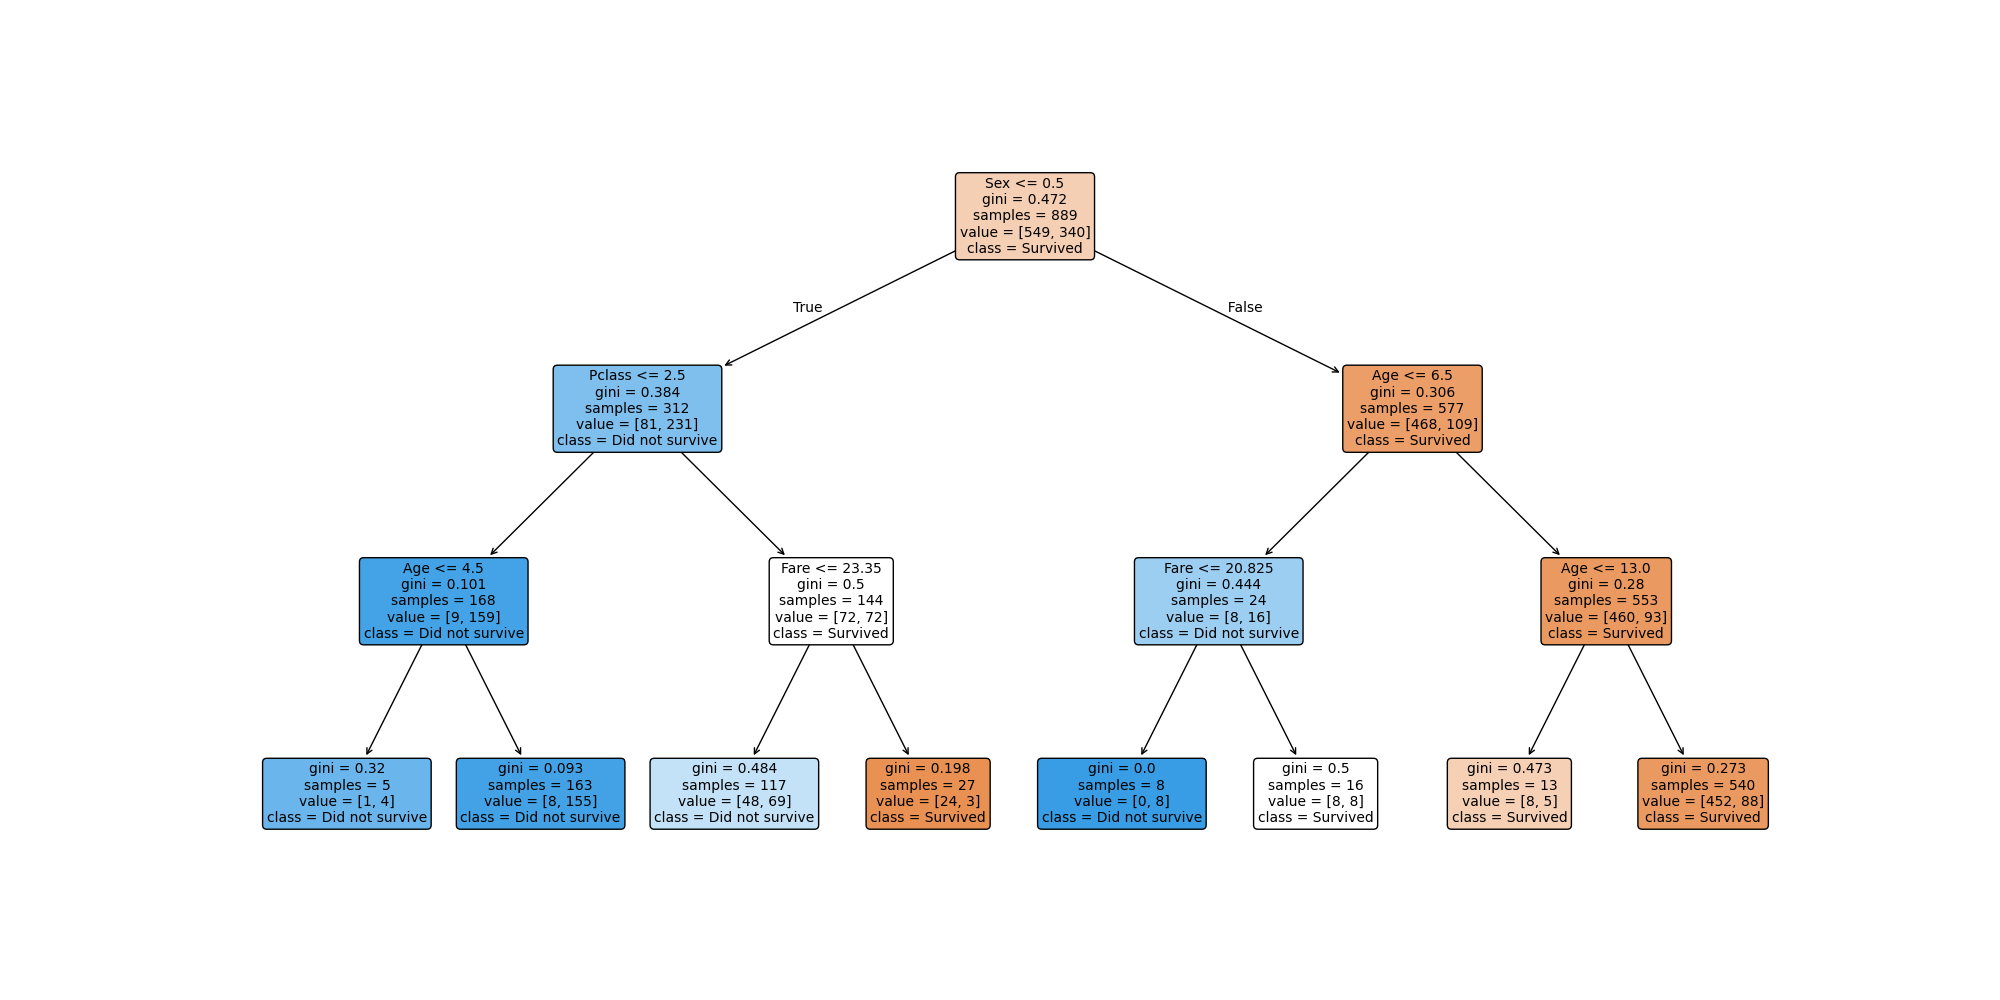 Sex <= 0.5
gini = 0.472
samples = 889
value = [549, 340]
class = Survived
True
False
Pclass <= 2.5
gini = 0.384
samples = 312
value = [81, 231]
class = Did not survive
Age <= 6.5
gini = 0.306
samples = 577
value = [468, 109]
class = Survived
Age <= 4.5
gini = 0.101
samples = 168
value = [9, 159]
class = Did not survive
Fare <= 23.35
gini = 0.5
samples = 144
value = [72, 72]
class = Survived
Fare <= 20.825
gini = 0.444
samples = 24
value = [8, 16]
class = Did not survive
Age <= 13.0
gini = 0.28
samples = 553
value = [460, 93]
class = Survived
gini = 0.32
samples = 5
value = [1, 4]
class = Did not survive
gini = 0.093
samples = 163
value = [8, 155]
class = Did not survive
gini = 0.484
samples = 117
value = [48, 69]
class = Did not survive
gini = 0.198
samples = 27
value = [24, 3]
class = Survived
gini = 0.0
samples = 8
value = [0, 8]
class = Did not survive
gini = 0.5
samples = 16
value = [8, 8]
class = Survived
gini = 0.473
samples = 13
value = [8, 5]
class = Survived
gini = 0.273
samples = 540
value = [452, 88]
class = Survived